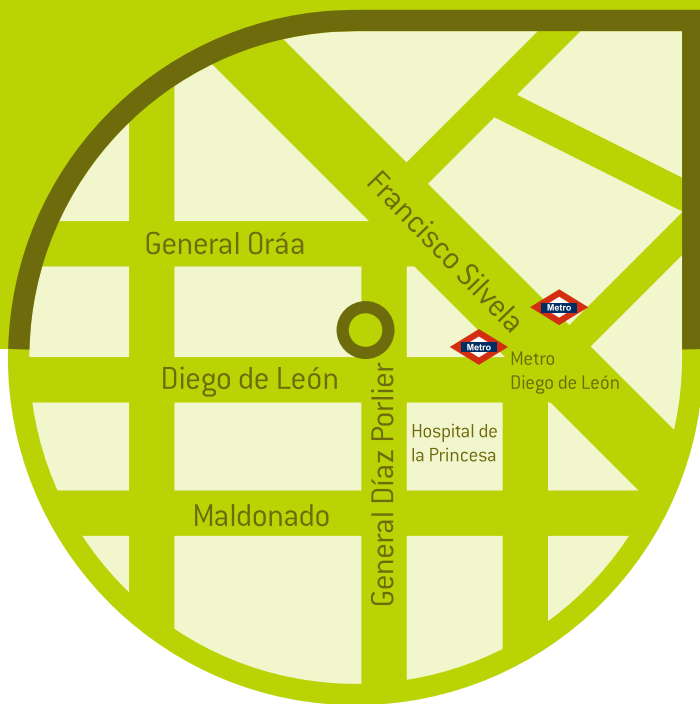 Francisco Silvela
General Oráa
Metro
Metro
Metro
Diego de León
Diego de León
General Díaz Porlier
Hospital de
la Princesa
Maldonado